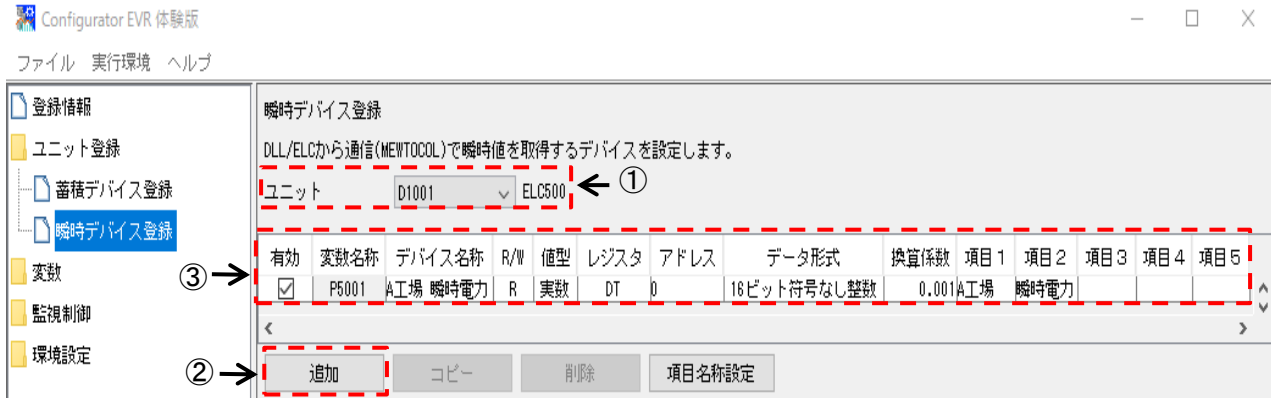 Configurator EVR 体験版
ファイル 実行環境 ヘルプ
登録情報
ユニット登録
蓄積デバイス登録
瞬時デバイス登録
変数
監視制御
環境設定
瞬時デバイス登録
DLL/ELCから通信(MEWTOCOL)で瞬時値を取得するデバイスを設定します。
ユニット D1001 ELC500 ①
③
有効 変数名称 デバイス名称 R/W 値型 レジスタ アドレス データ形式 換算係数 項目1 項目2 項目3 項目4 項目5
P5001 A工場 瞬時電力 R 実数 DT 0 16ビット符号なし整数 0.001 A工場 瞬時電力
② 追加 コピー 削除 項目名称設定